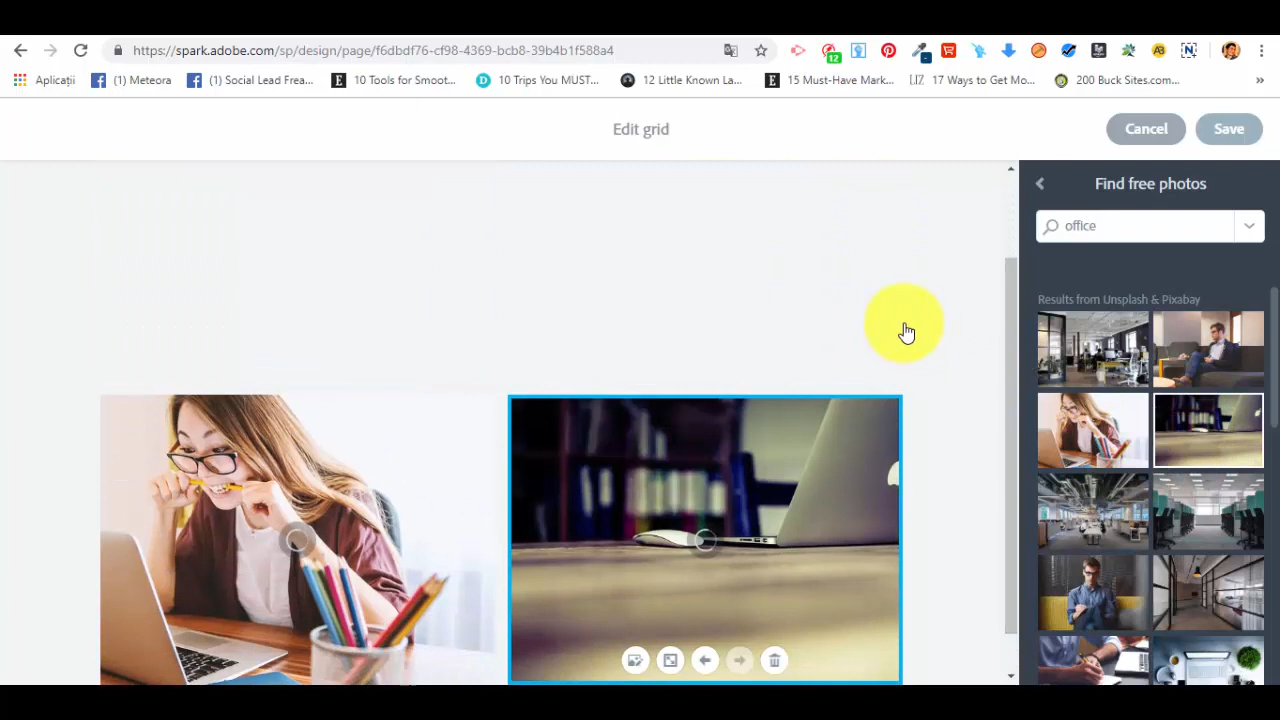 https://spark.adobe.com/sp/design/page/f6dbdf76-cf98-4369-bcb8-39b4b1f588a4
12
Aplicații
(1) Meteora
(1) Social Lead Frea...
10 Tools for Smoot...
10 Trips You MUST...
12 Little Known La...
15 Must-Have Mark...
17 Ways to Get Mo...
200 Buck Sites.com...
»
Edit grid
Cancel
Save
Find free photos
office
Results from Unsplash & Pixabay